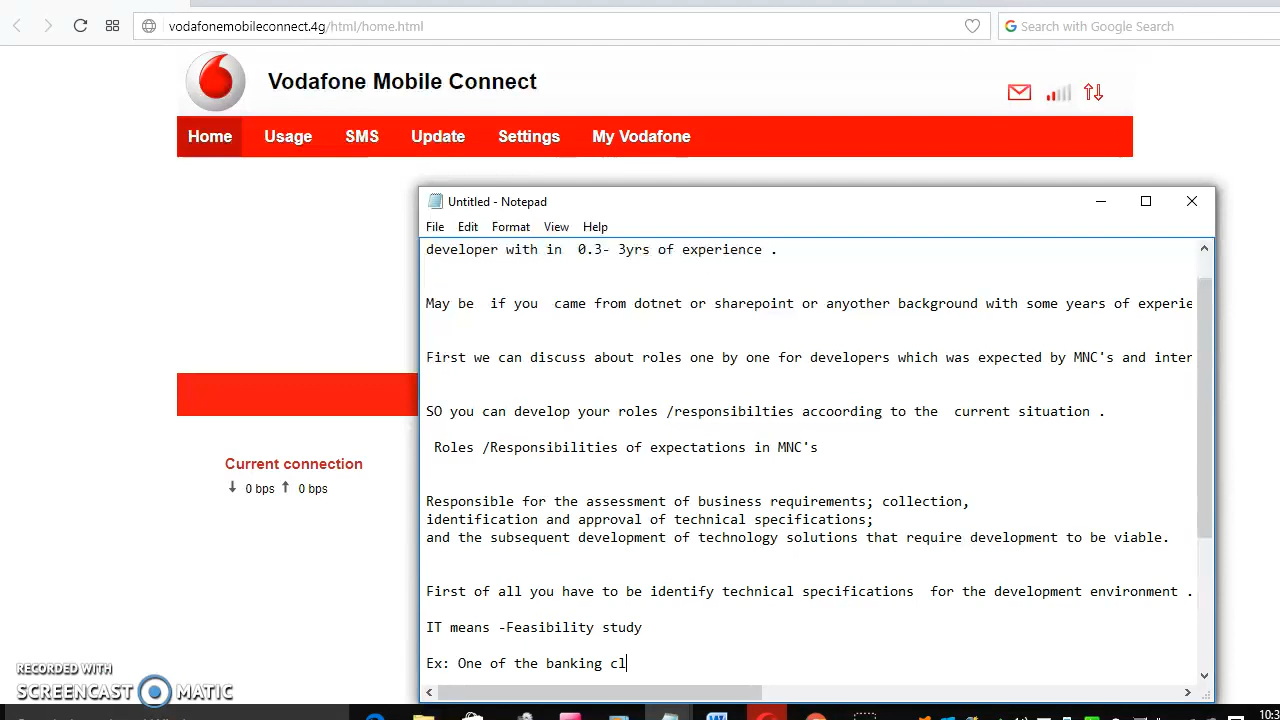 vodafonemobileconnect.4g/html/home.html
Search with Google Search
Vodafone Mobile Connect
Home Usage SMS Update Settings My Vodafone
Untitled - Notepad
File Edit Format View Help
developer with in 0.3- 3yrs of experience .
May be if you came from dotnet or sharepoint or anyother background with some years of experie
First we can discuss about roles one by one for developers which was expected by MNC's and inter
SO you can develop your roles /responsibilties accoording to the current situation .
Roles /Responsibilities of expectations in MNC's
Current connection
0 bps 0 bps
Responsible for the assessment of business requirements; collection,
identification and approval of technical specifications;
and the subsequent development of technology solutions that require development to be viable.
First of all you have to be identify technical specifications for the development environment .
IT means -Feasibility study
Ex: One of the banking cl
RECORDED WITH
SCREENCAST MATIC
10:3